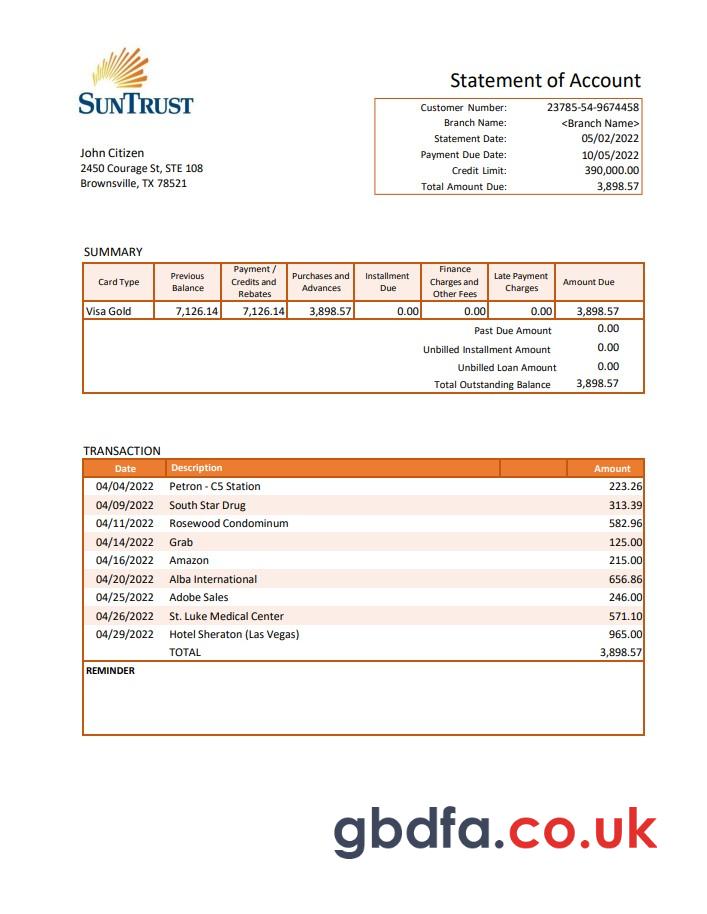 SUNTRUST
Statement of Account
Customer Number: 23785-54-9674458
Branch Name: <Branch Name>
Statement Date: 05/02/2022
Payment Due Date: 10/05/2022
Credit Limit: 390,000.00
Total Amount Due: 3,898.57
John Citizen
2450 Courage St, STE 108
Brownsville, TX 78521
SUMMARY
Card Type
Previous
Balance
Payment /
Credits and
Rebates
Purchases and
Advances
Installment
Due
Finance
Charges and
Other Fees
Late Payment
Charges
Amount Due
Visa Gold 7,126.14 7,126.14 3,898.57 0.00 0.00 0.00 3,898.57
Past Due Amount 0.00
Unbilled Installment Amount 0.00
Unbilled Loan Amount 0.00
Total Outstanding Balance 3,898.57
TRANSACTION
Date Description Amount
04/04/2022 Petron - C5 Station 223.26
04/09/2022 South Star Drug 313.39
04/11/2022 Rosewood Condominum 582.96
04/14/2022 Grab 125.00
04/16/2022 Amazon 215.00
04/20/2022 Alba International 656.86
04/25/2022 Adobe Sales 246.00
04/26/2022 St. Luke Medical Center 571.10
04/29/2022 Hotel Sheraton (Las Vegas) 965.00
TOTAL 3,898.57
REMINDER
gbdfa.co.uk